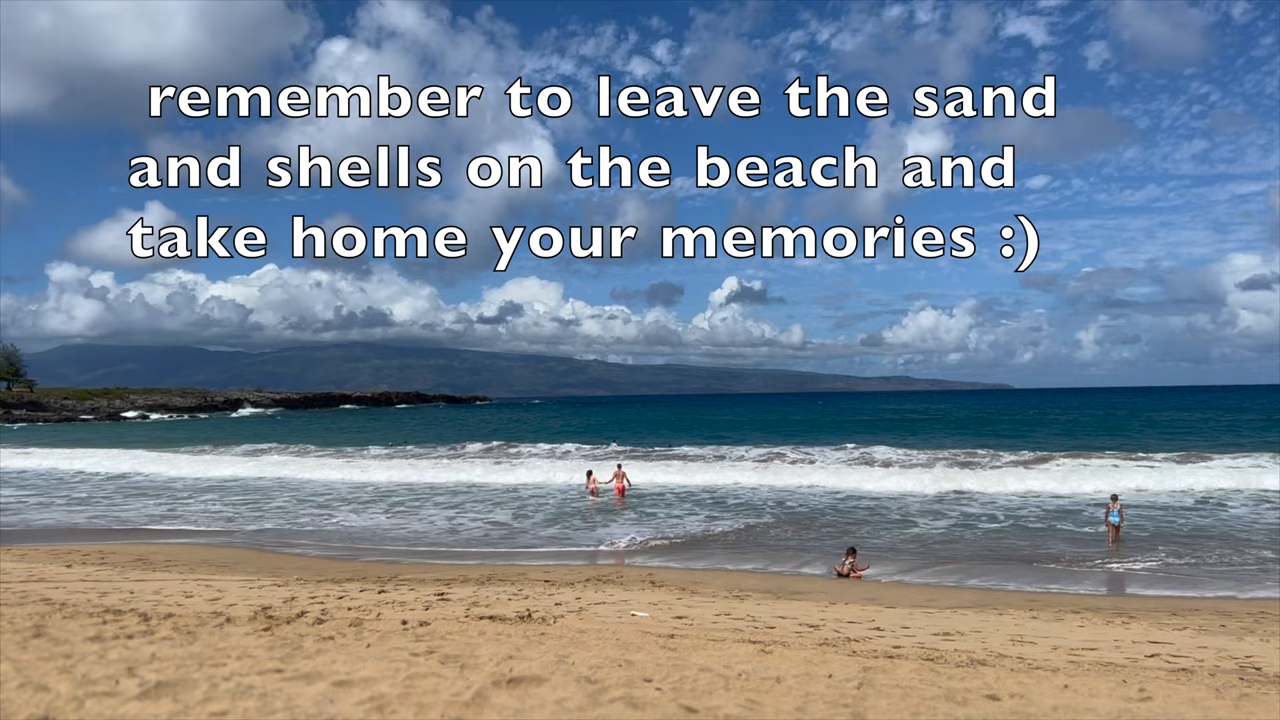 remember to leave the sand
and shells on the beach and
take home your memories :)